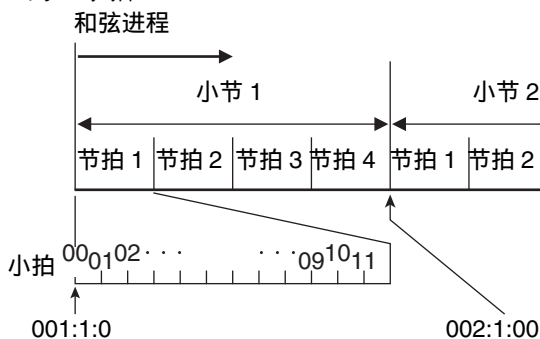 和弦进程
小节 1 小节 2
节拍 1 节拍 2 节拍 3 节拍 4 节拍 1 节拍 2
小拍 00 01 02 · · · · · · 09 10 11
001:1:0 002:1:00